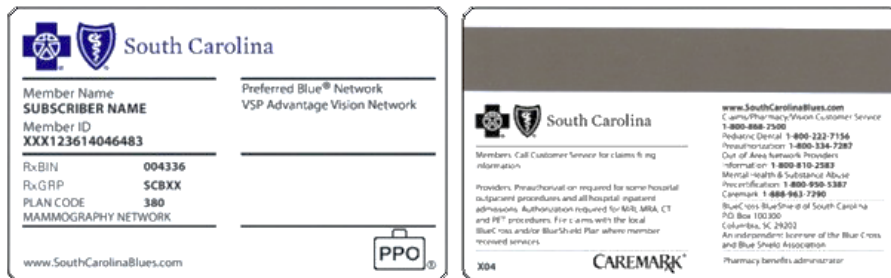 South Carolina
Member Name
SUBSCRIBER NAME
Member ID
XXX123614046483
RxBIN 004336
RxGRP SCBXX
PLAN CODE 380
MAMMOGRAPHY NETWORK
www.SouthCarolinaBlues.com
Preferred Blue® Network
VSP Advantage Vision Network
PPO ®
South Carolina
Members: Call Customer Service for claims filing
information.
Providers: Preauthorization required for some hospital
outpatient procedures and all hospital inpatient
admissions. Authorization required for MRI, MRA, CT
and PET procedures. File claims with the local
BlueCross and/or BlueShield Plan where member
received services.
X04
CAREMARK
www.SouthCarolinaBlues.com
Claims/Pharmacy/Vision Customer Service
1-800-868-2500
Pediatric Dental 1-800-222-7156
Preauthorization 1-800-334-7287
Out of Area Network Providers
Information 1-800-810-2583
Mental Health & Substance Abuse
Precertification 1-800-950-5387
Caremark 1-888-963-7290
BlueCross BlueShield of South Carolina
P.O. Box 100300
Columbia, SC 29202
An independent licensee of the Blue Cross
and Blue Shield Association
Pharmacy benefits administrator